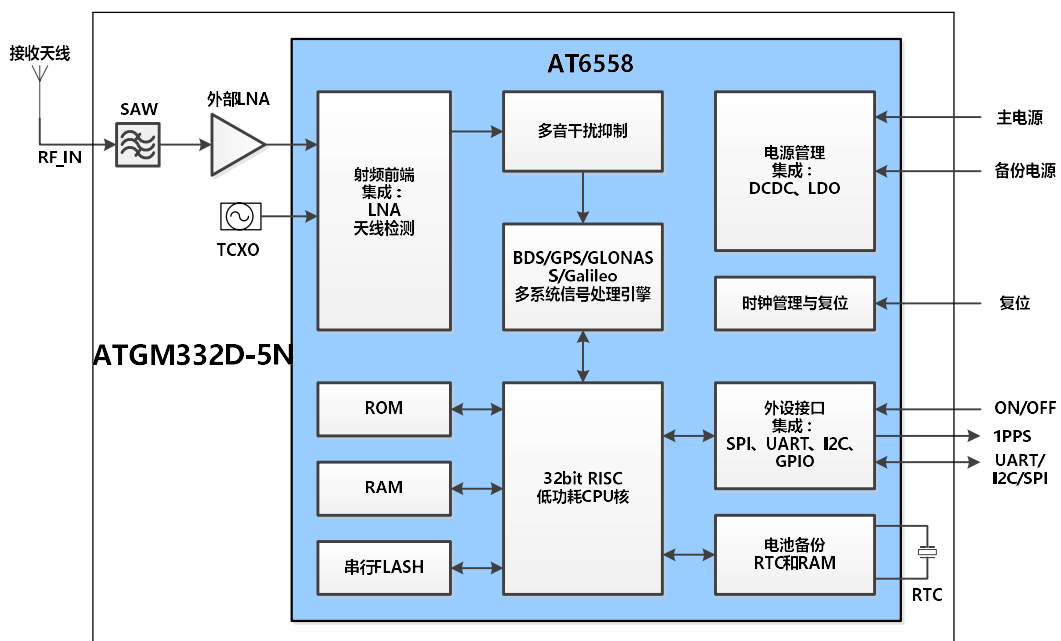 接收天线
RF_IN
SAW
外部LNA
TCXO
ATGM332D-5N
AT6558
射频前端
集成：
LNA
天线检测
多音干扰抑制
BDS/GPS/GLONAS
S/Galileo
多系统信号处理引擎
电源管理
集成：
DCDC、LDO
主电源
备份电源
时钟管理与复位
复位
ROM
RAM
串行FLASH
32bit RISC
低功耗CPU核
外设接口
集成：
SPI、UART、I2C、
GPIO
ON/OFF
1PPS
UART/
I2C/SPI
电池备份
RTC和RAM
RTC